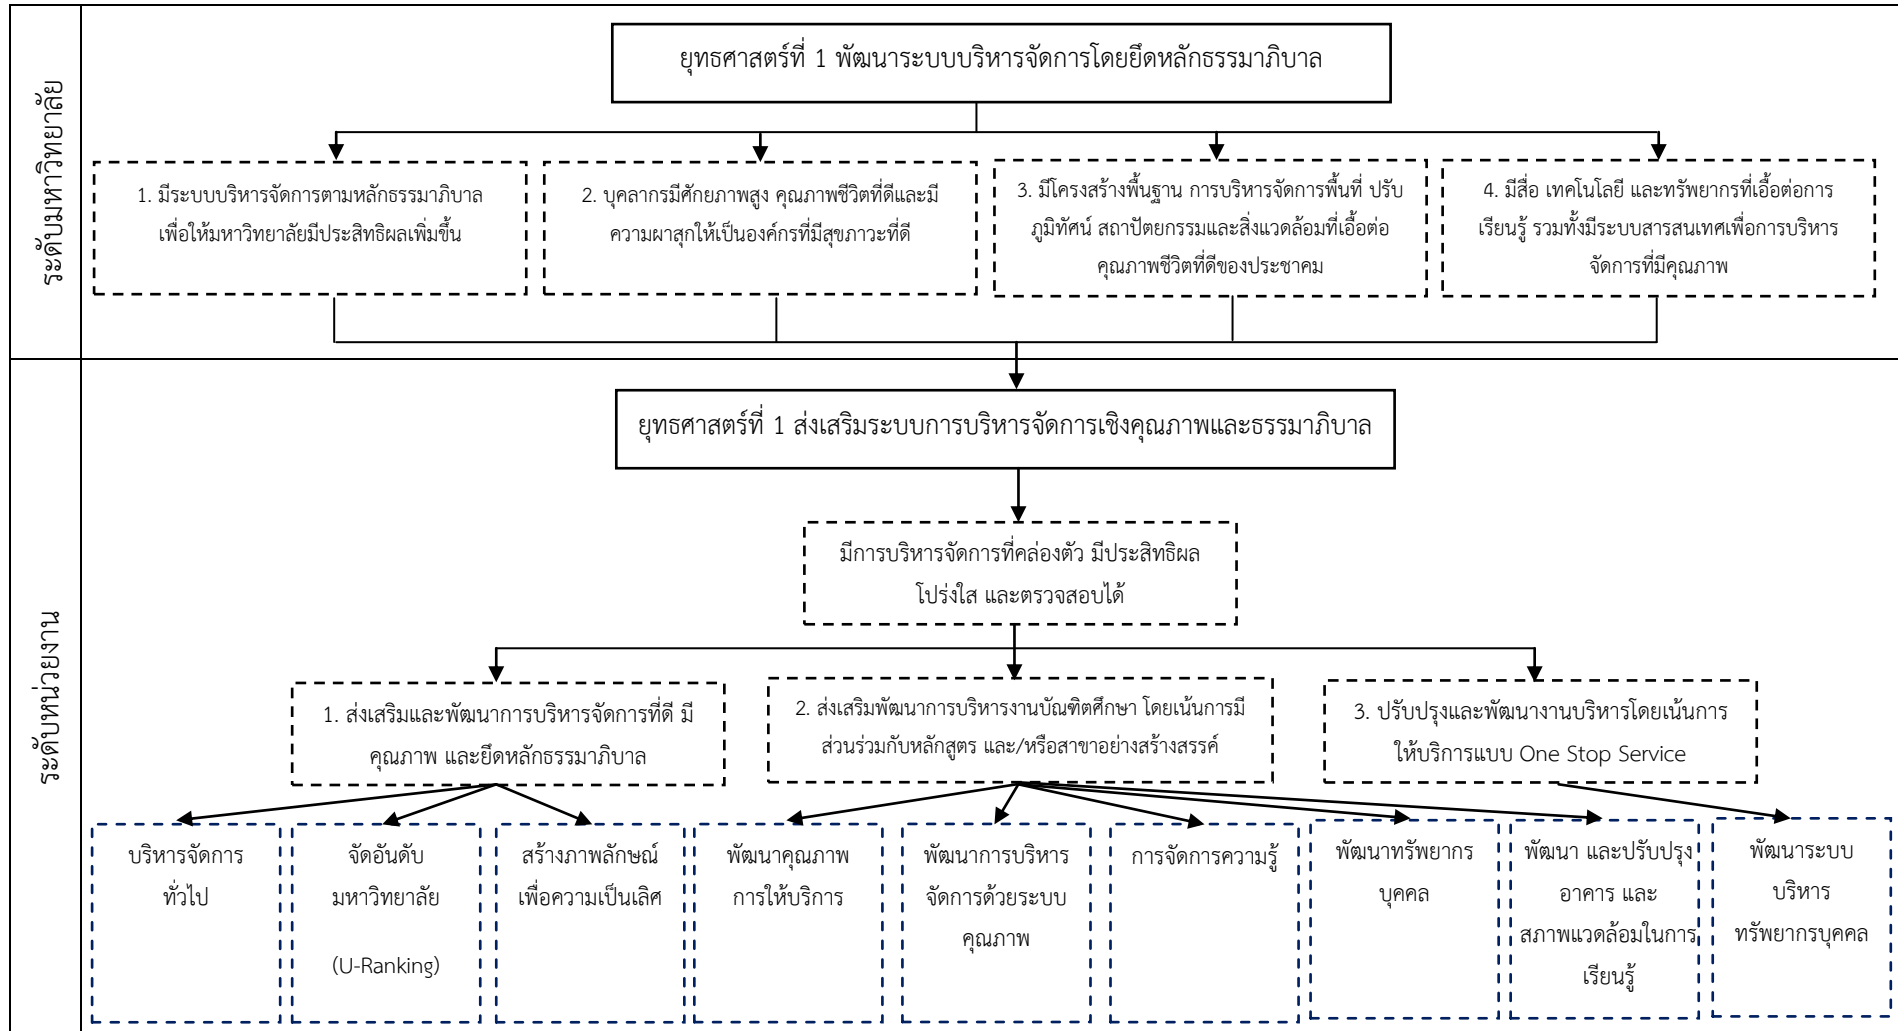 ระดับมหาวิทยาลัย
ยุทธศาสตร์ที่ 1 พัฒนาระบบบริหารจัดการโดยยึดหลักธรรมาภิบาล
1. มีระบบบริหารจัดการตามหลักธรรมาภิบาล
เพื่อให้มหาวิทยาลัยมีประสิทธิผลเพิ่มขึ้น
2. บุคลากรมีศักยภาพสูง คุณภาพชีวิตที่ดีและมี
ความผาสุกให้เป็นองค์กรที่มีสุขภาวะที่ดี
3. มีโครงสร้างพื้นฐาน การบริหารจัดการพื้นที่ ปรับ
ภูมิทัศน์ สถาปัตยกรรมและสิ่งแวดล้อมที่เอื้อต่อ
คุณภาพชีวิตที่ดีของประชาคม
4. มีสื่อ เทคโนโลยี และทรัพยากรที่เอื้อต่อการ
เรียนรู้ รวมทั้งมีระบบสารสนเทศเพื่อการบริหาร
จัดการที่มีคุณภาพ
ระดับหน่วยงาน
ยุทธศาสตร์ที่ 1 ส่งเสริมระบบการบริหารจัดการเชิงคุณภาพและธรรมาภิบาล
มีการบริหารจัดการที่คล่องตัว มีประสิทธิผล
โปร่งใส และตรวจสอบได้
1. ส่งเสริมและพัฒนาการบริหารจัดการที่ดี มี
คุณภาพ และยึดหลักธรรมาภิบาล
2. ส่งเสริมพัฒนาการบริหารงานบัณฑิตศึกษา โดยเน้นการมี
ส่วนร่วมกับหลักสูตร และ/หรือสาขาอย่างสร้างสรรค์
3. ปรับปรุงและพัฒนางานบริหารโดยเน้นการ
ให้บริการแบบ One Stop Service
บริหารจัดการ
ทั่วไป
จัดอันดับ
มหาวิทยาลัย
(U-Ranking)
สร้างภาพลักษณ์
เพื่อความเป็นเลิศ
พัฒนาคุณภาพ
การให้บริการ
พัฒนาการบริหาร
จัดการด้วยระบบ
คุณภาพ
การจัดการความรู้
พัฒนาทรัพยากร
บุคคล
พัฒนา และปรับปรุง
อาคาร และ
สภาพแวดล้อมในการ
เรียนรู้
พัฒนาระบบ
บริหาร
ทรัพยากรบุคคล